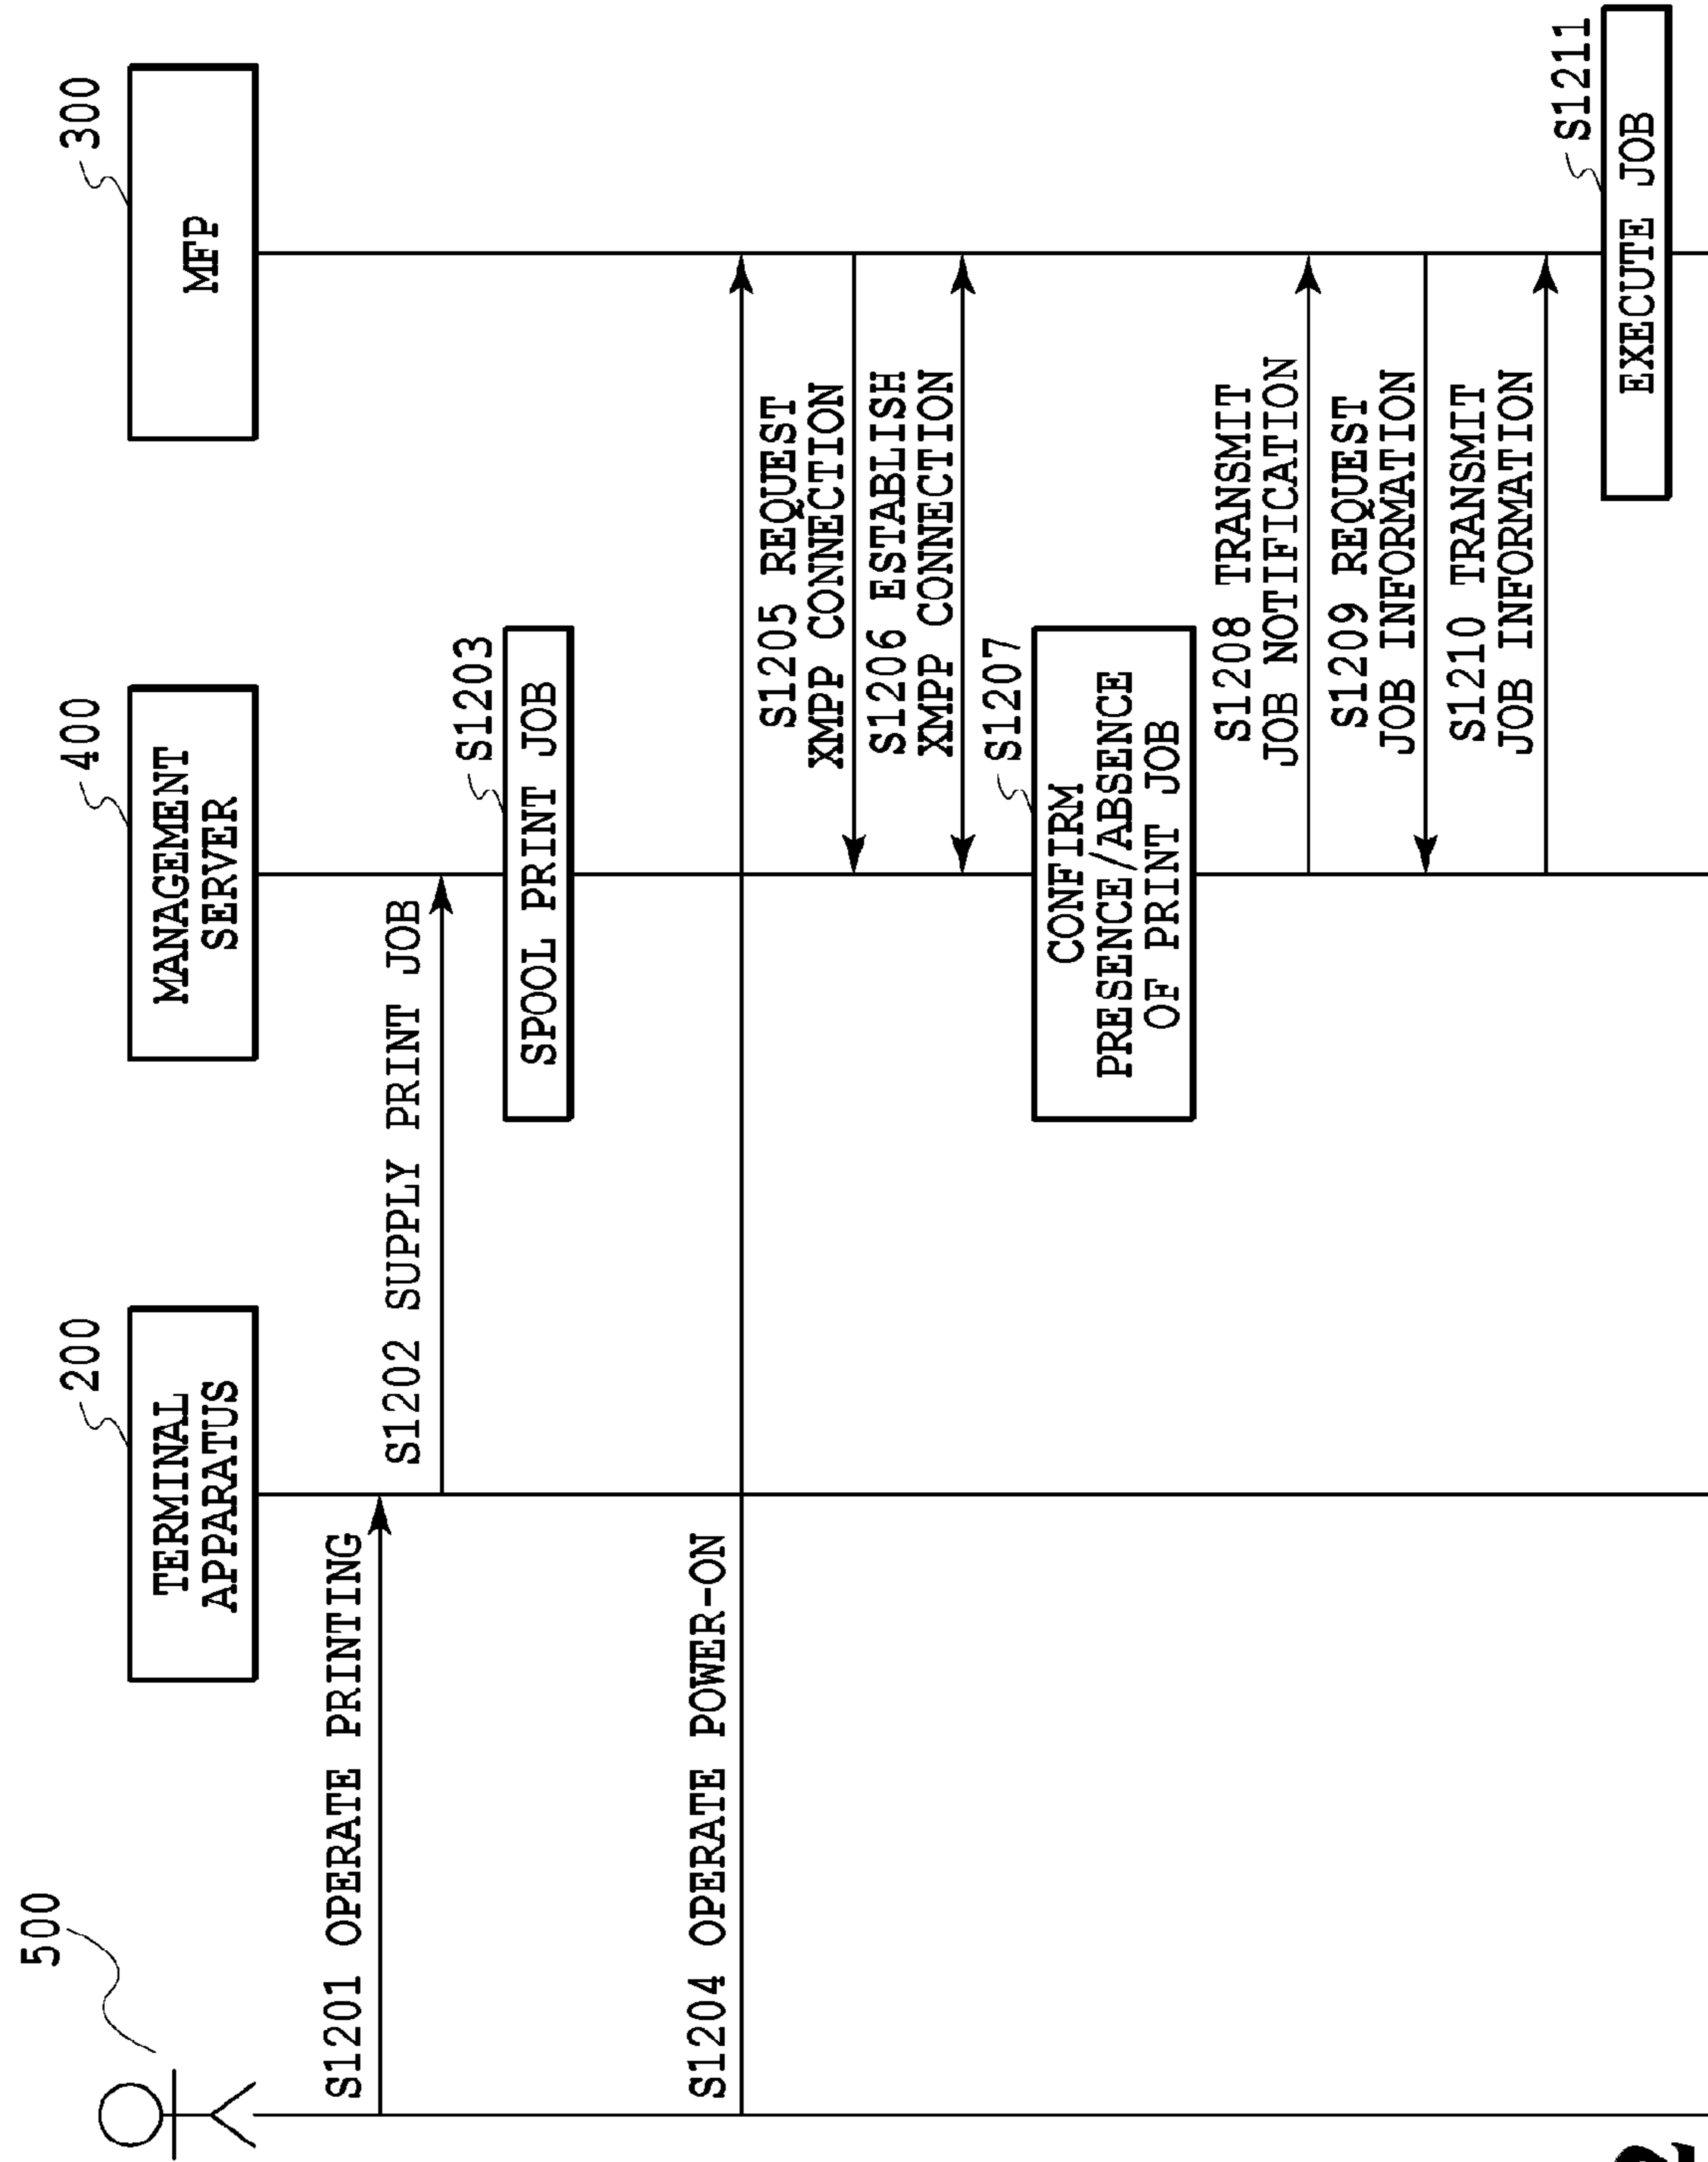 500
200
400
300
TERMINAL
APPARATUS
MANAGEMENT
SERVER
MFP
S1201 OPERATE PRINTING
S1202 SUPPLY PRINT JOB
S1203
SPOOL PRINT JOB
S1204 OPERATE POWER-ON
S1205 REQUEST
XMPP CONNECTION
S1206 ESTABLISH
XMPP CONNECTION
S1207
CONFIRM
PRESENCE/ABSENCE
OF PRINT JOB
S1208 TRANSMIT
JOB NOTIFICATION
S1209 REQUEST
JOB INFORMATION
S1210 TRANSMIT
JOB INFORMATION
S1211
EXECUTE JOB